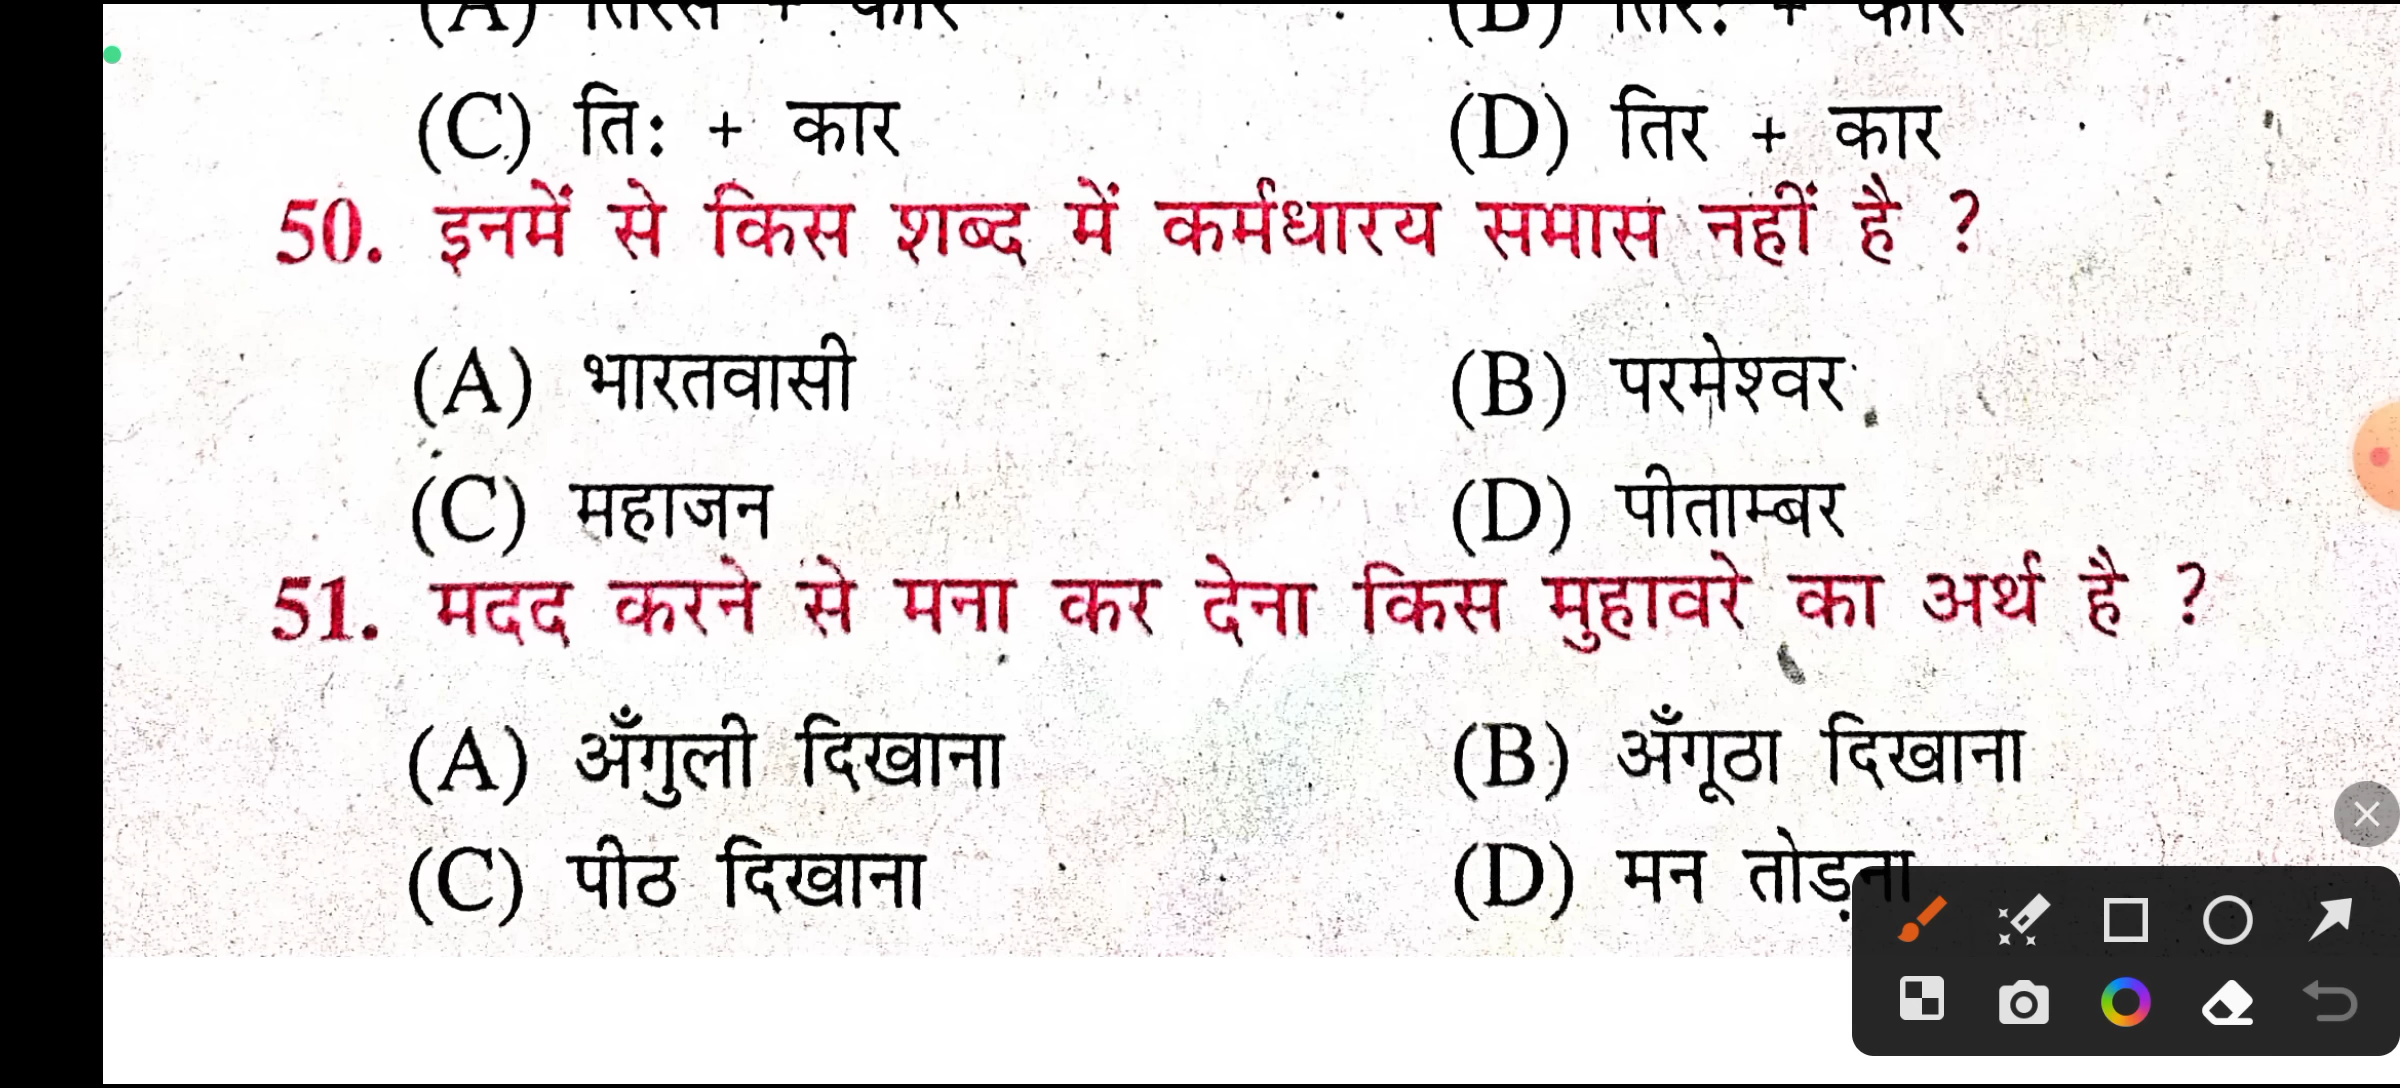 (C) तिः + कार (D) तिर + कार
50. इनमें से किस शब्द में कर्मधारय समास नहीं है ?
(A) भारतवासी (B) परमेश्वर
(C) महाजन (D) पीताम्बर
51. मदद करने से मना कर देना किस मुहावरे का अर्थ है ?
(A) अँगुली दिखाना (B) अँगूठा दिखाना
(C) पीठ दिखाना (D) मन तोड़ना